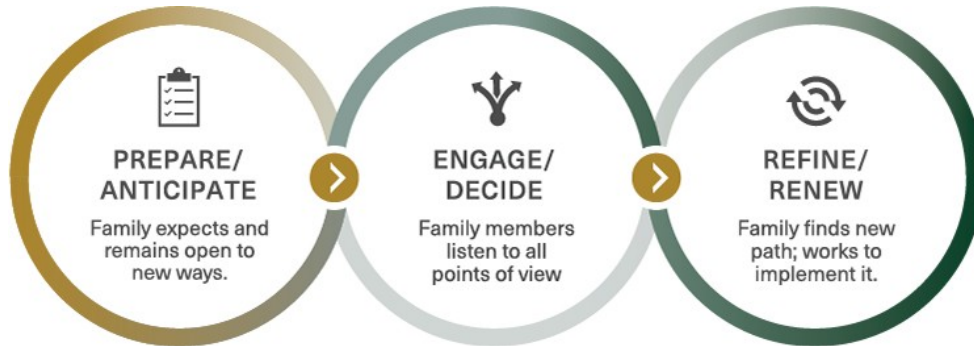 PREPARE/
ANTICIPATE
Family expects and
remains open to
new ways.
ENGAGE/
DECIDE
Family members
listen to all
points of view
REFINE/
RENEW
Family finds new
path; works to
implement it.